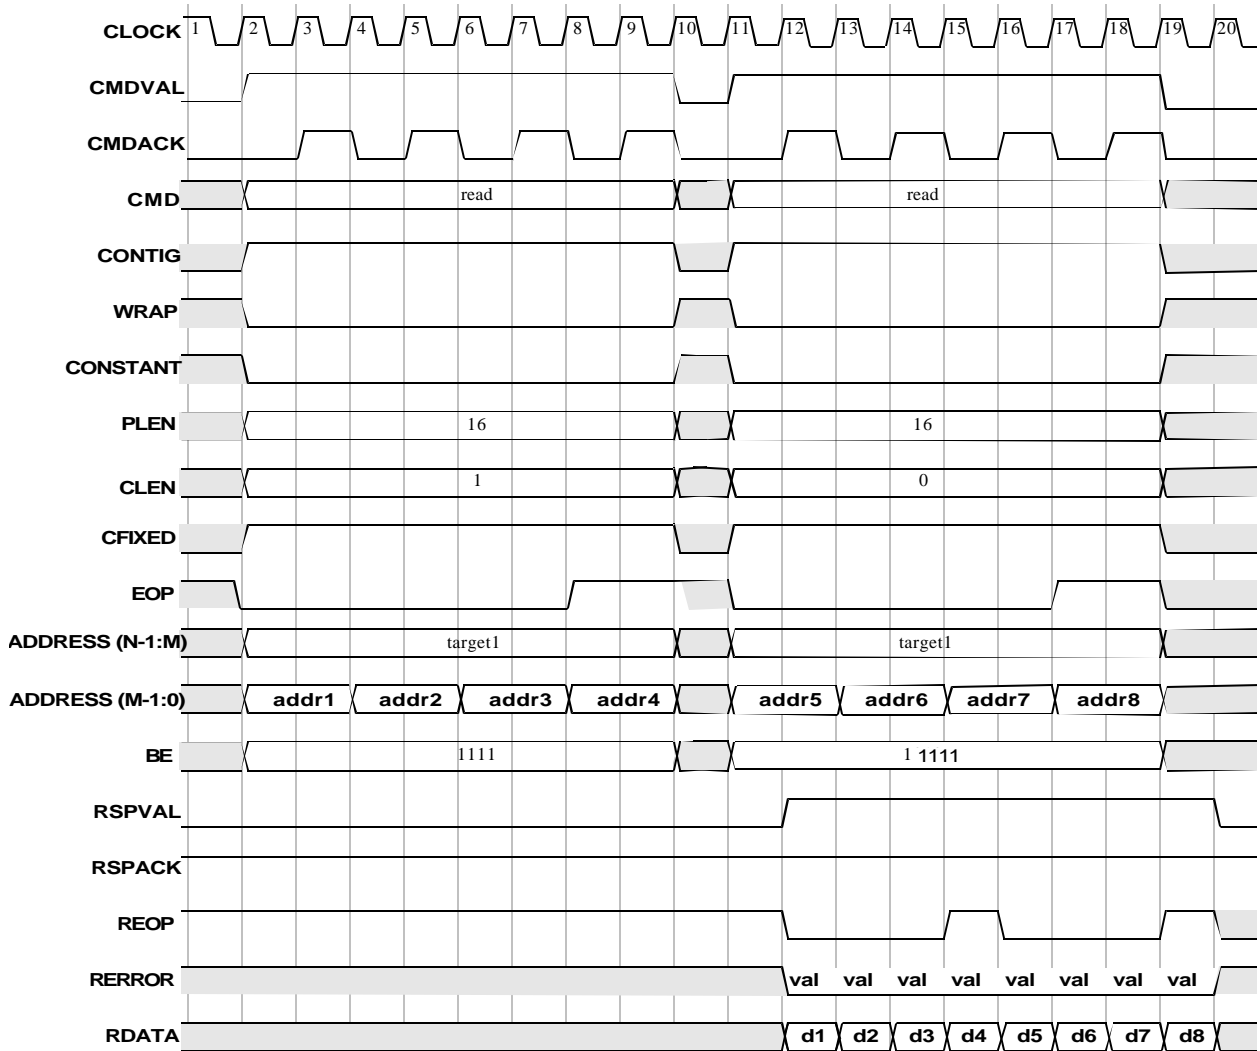 CLOCK 1 2 3 4 5 6 7 8 9 10 11 12 13 14 15 16 17 18 19 20
CMDVAL
CMDACK
CMD read read
CONTIG
WRAP
CONSTANT
PLEN 16 16
CLEN 1 0
CFIXED
EOP
ADDRESS (N-1:M) target1 target1
ADDRESS (M-1:0) addr1 addr2 addr3 addr4 addr5 addr6 addr7 addr8
BE 1111 1 1111
RSPVAL
RSPACK
REOP
RERROR val val val val val val val val
RDATA d1 d2 d3 d4 d5 d6 d7 d8